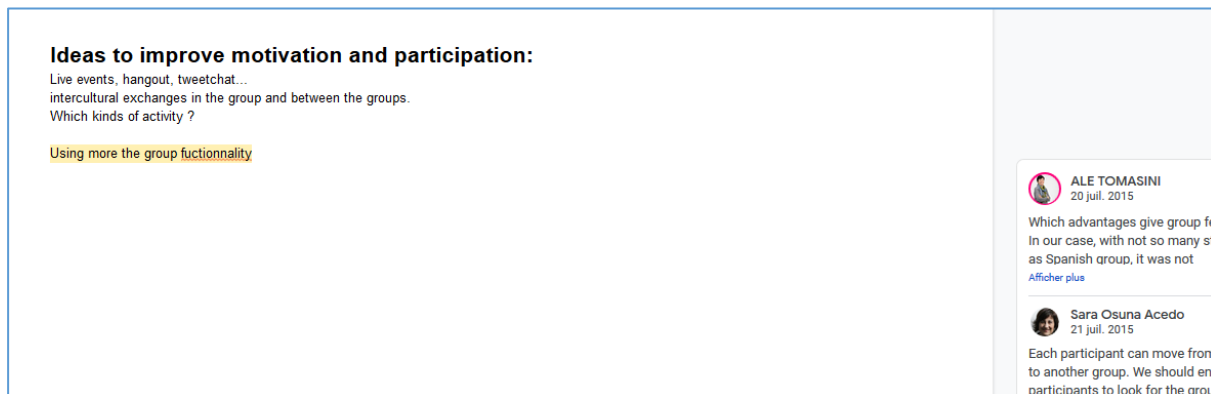 Ideas to improve motivation and participation:
Live events, hangout, tweetchat...
intercultural exchanges in the group and between the groups.
Which kinds of activity ?
Using more the group fuctionnality
ALE TOMASINI
20 juil. 2015
Which advantages give group
In our case, with not so many
as Spanish group, it was not
Afficher plus
Sara Osuna Acedo
21 juil. 2015
Each participant can move from
to another group. We should
participants to look for the